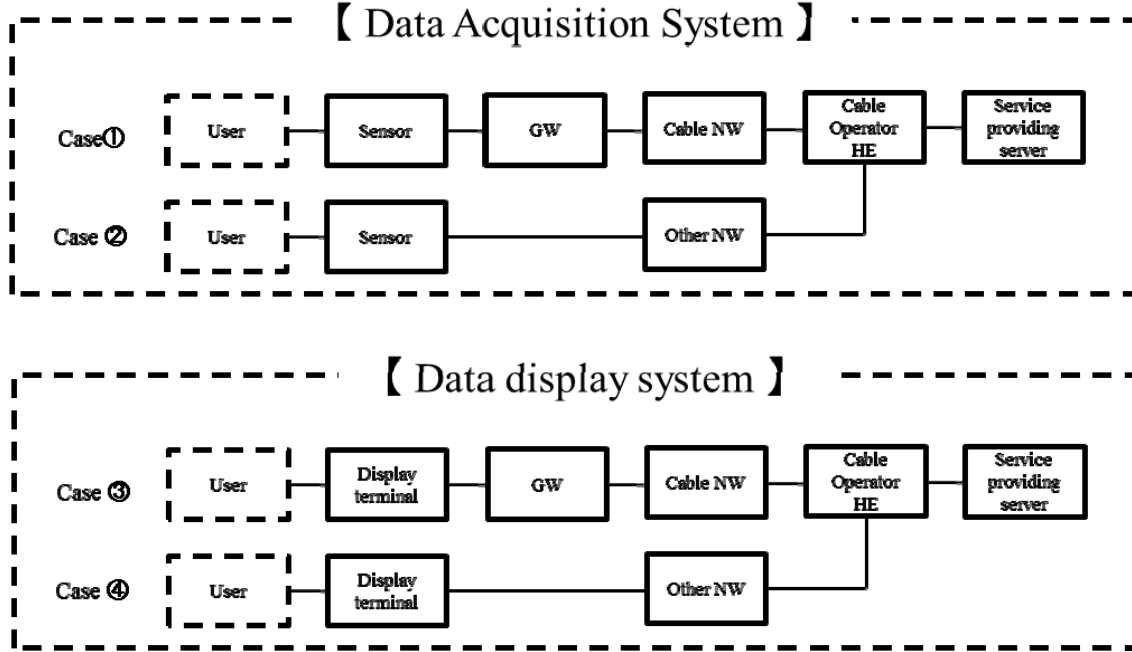 【 Data Acquisition System 】
Case①
User
Sensor
GW
Cable NW
Cable
Operator
HE
Service
providing
server
Case ②
User
Sensor
Other NW
【 Data display system 】
Case ③
User
Display
terminal
GW
Cable NW
Cable
Operator
HE
Service
providing
server
Case ④
User
Display
terminal
Other NW